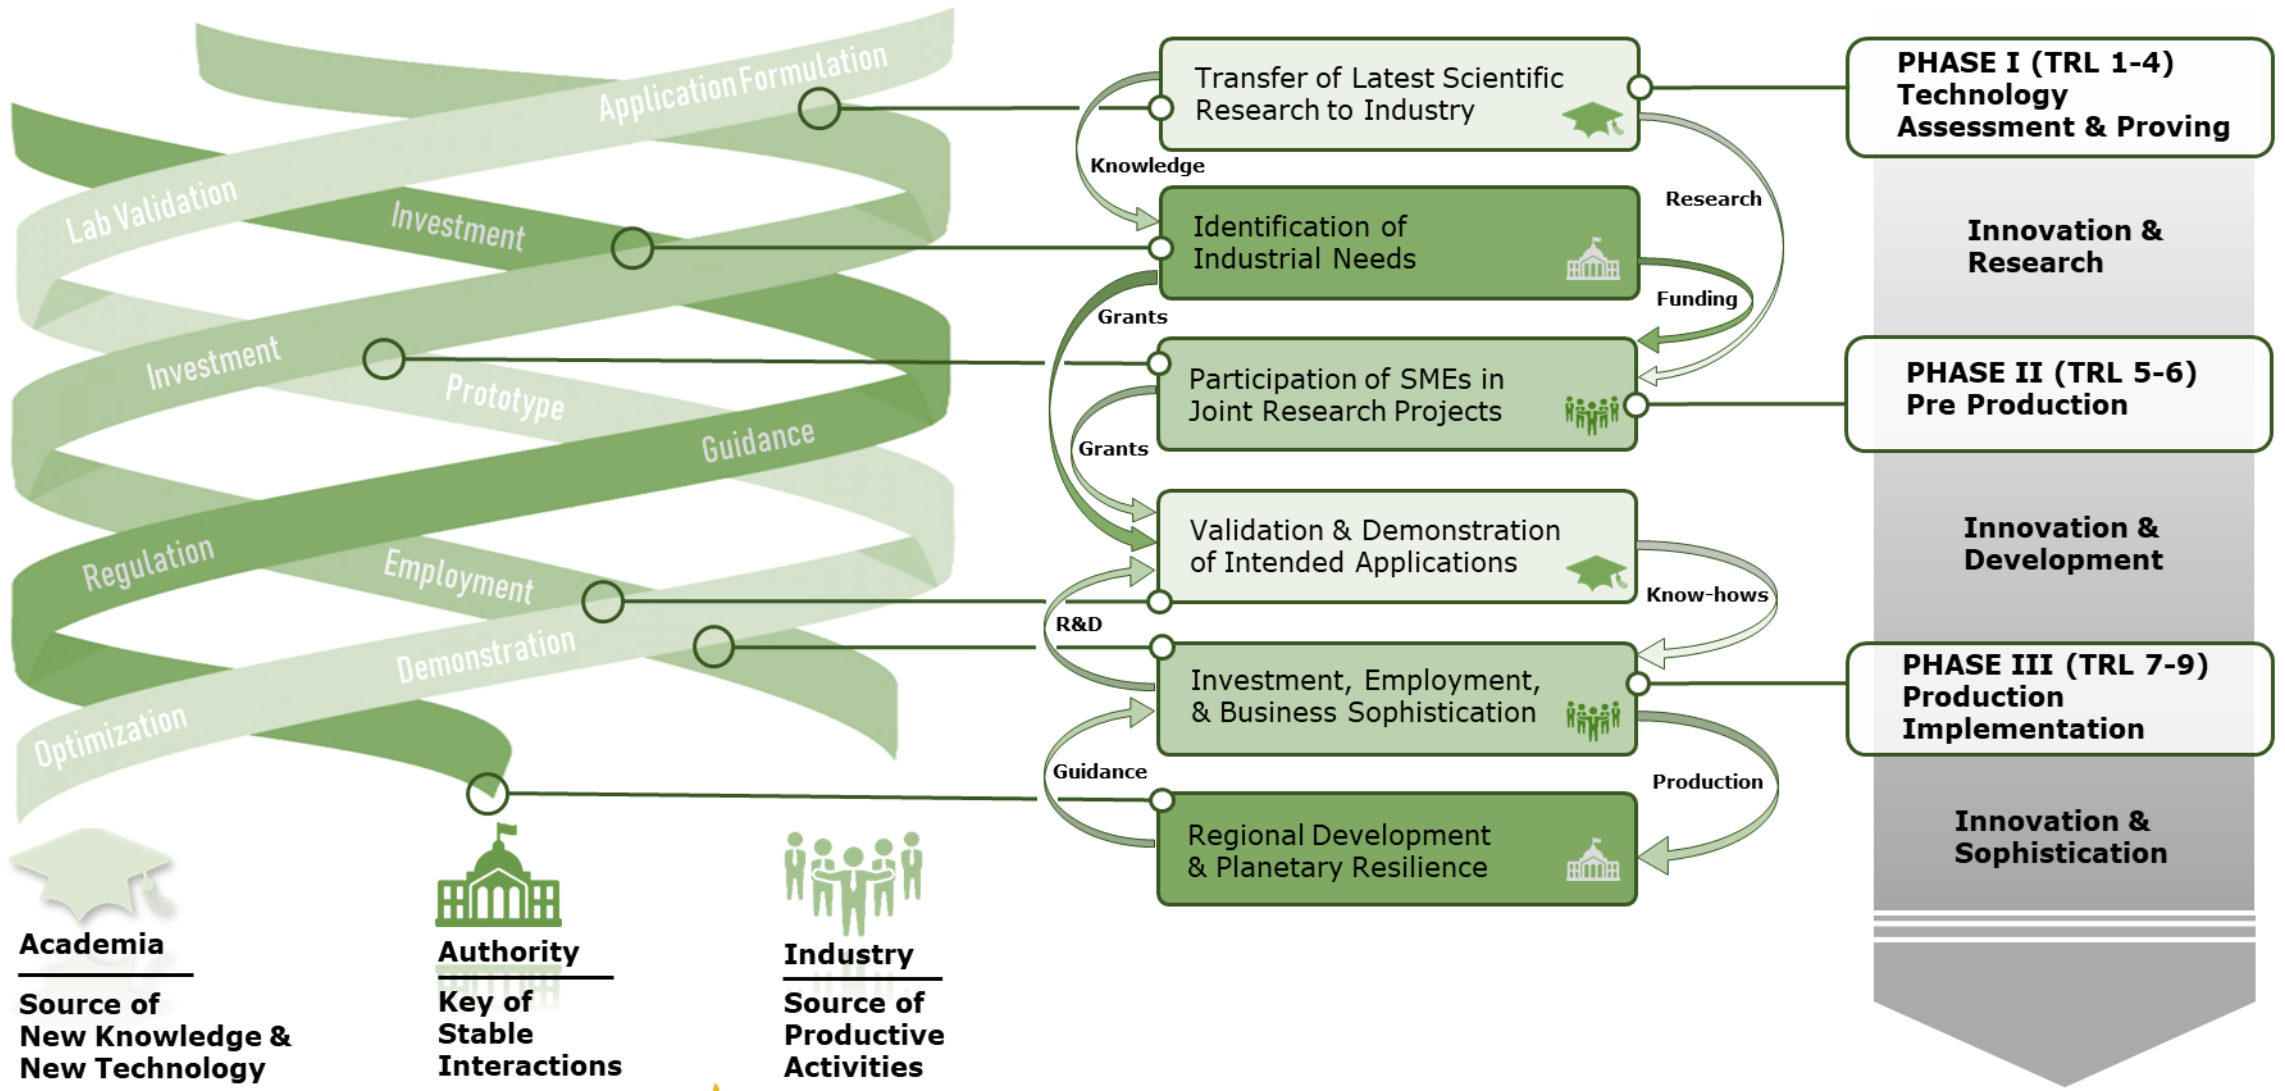 Application Formulation
Lab Validation
Investment
Investment
Prototype
Guidance
Regulation
Employment
Demonstration
Optimization
Academia
Source of
New Knowledge &
New Technology
Authority
Key of
Stable
Interactions
Industry
Source of
Productive
Activities
Transfer of Latest Scientific
Research to Industry
Knowledge
Research
Identification of
Industrial Needs
Funding
Grants
Participation of SMEs in
Joint Research Projects
Grants
Validation & Demonstration
of Intended Applications
Know-hows
R&D
Investment, Employment,
& Business Sophistication
Guidance
Production
Regional Development
& Planetary Resilience
PHASE I (TRL 1-4)
Technology
Assessment & Proving
Innovation &
Research
PHASE II (TRL 5-6)
Pre Production
Innovation &
Development
PHASE III (TRL 7-9)
Production
Implementation
Innovation &
Sophistication